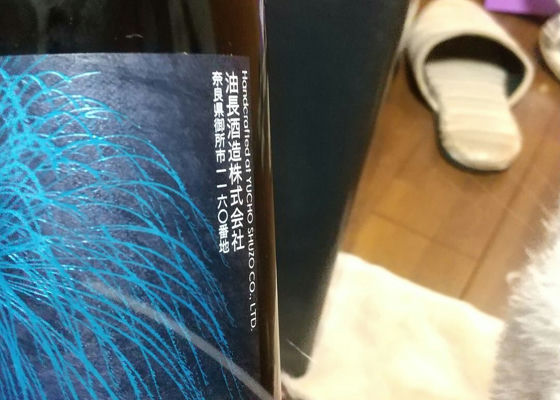 Handcrafted at YUCHO SHUZO CO., LTD.
油長酒造株式会社
奈良県御所市一一六〇番地